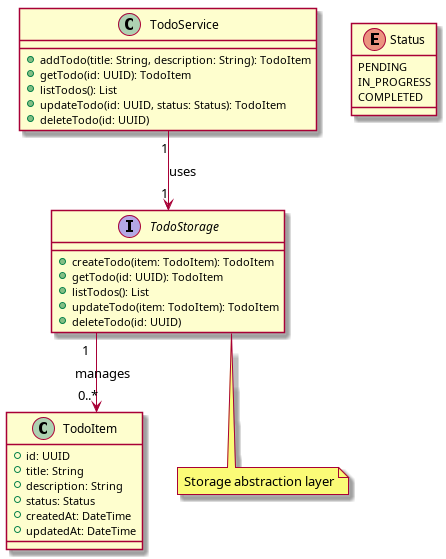 C TodoService
addTodo(title: String, description: String): TodoItem
getTodo(id: UUID): TodoItem
listTodos(): List
updateTodo(id: UUID, status: Status): TodoItem
deleteTodo(id: UUID)
E Status
PENDING
IN_PROGRESS
COMPLETED
1
uses
1
I TodoStorage
createTodo(item: TodoItem): TodoItem
getTodo(id: UUID): TodoItem
listTodos(): List
updateTodo(item: TodoItem): TodoItem
deleteTodo(id: UUID)
1
manages
0..*
C TodoItem
id: UUID
title: String
description: String
status: Status
createdAt: DateTime
updatedAt: DateTime
Storage abstraction layer